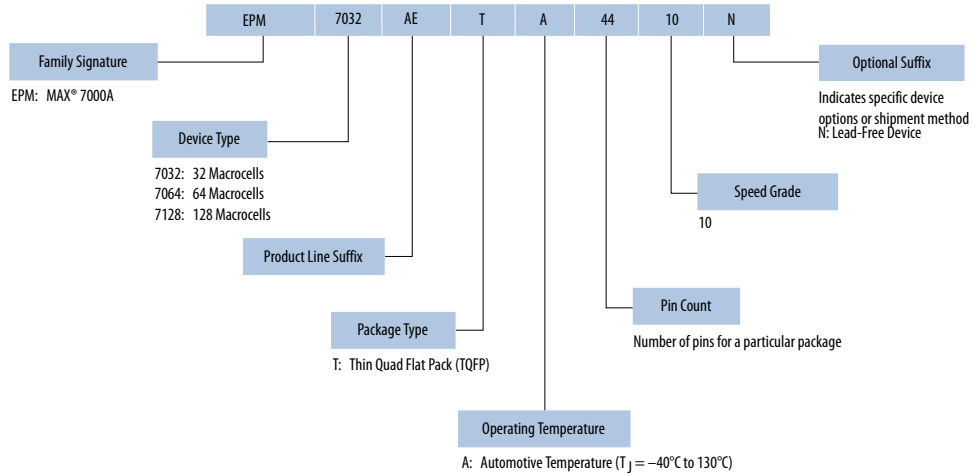 EPM 7032 AE T A 44 10 N
Family Signature
EPM: MAX® 7000A
Optional Suffix
Indicates specific device
options or shipment method
N: Lead-Free Device
Device Type
7032: 32 Macrocells
7064: 64 Macrocells
7128: 128 Macrocells
Speed Grade
10
Product Line Suffix
Pin Count
Number of pins for a particular package
Package Type
T: Thin Quad Flat Pack (TQFP)
Operating Temperature
A: Automotive Temperature (TJ = –40°C to 130°C)